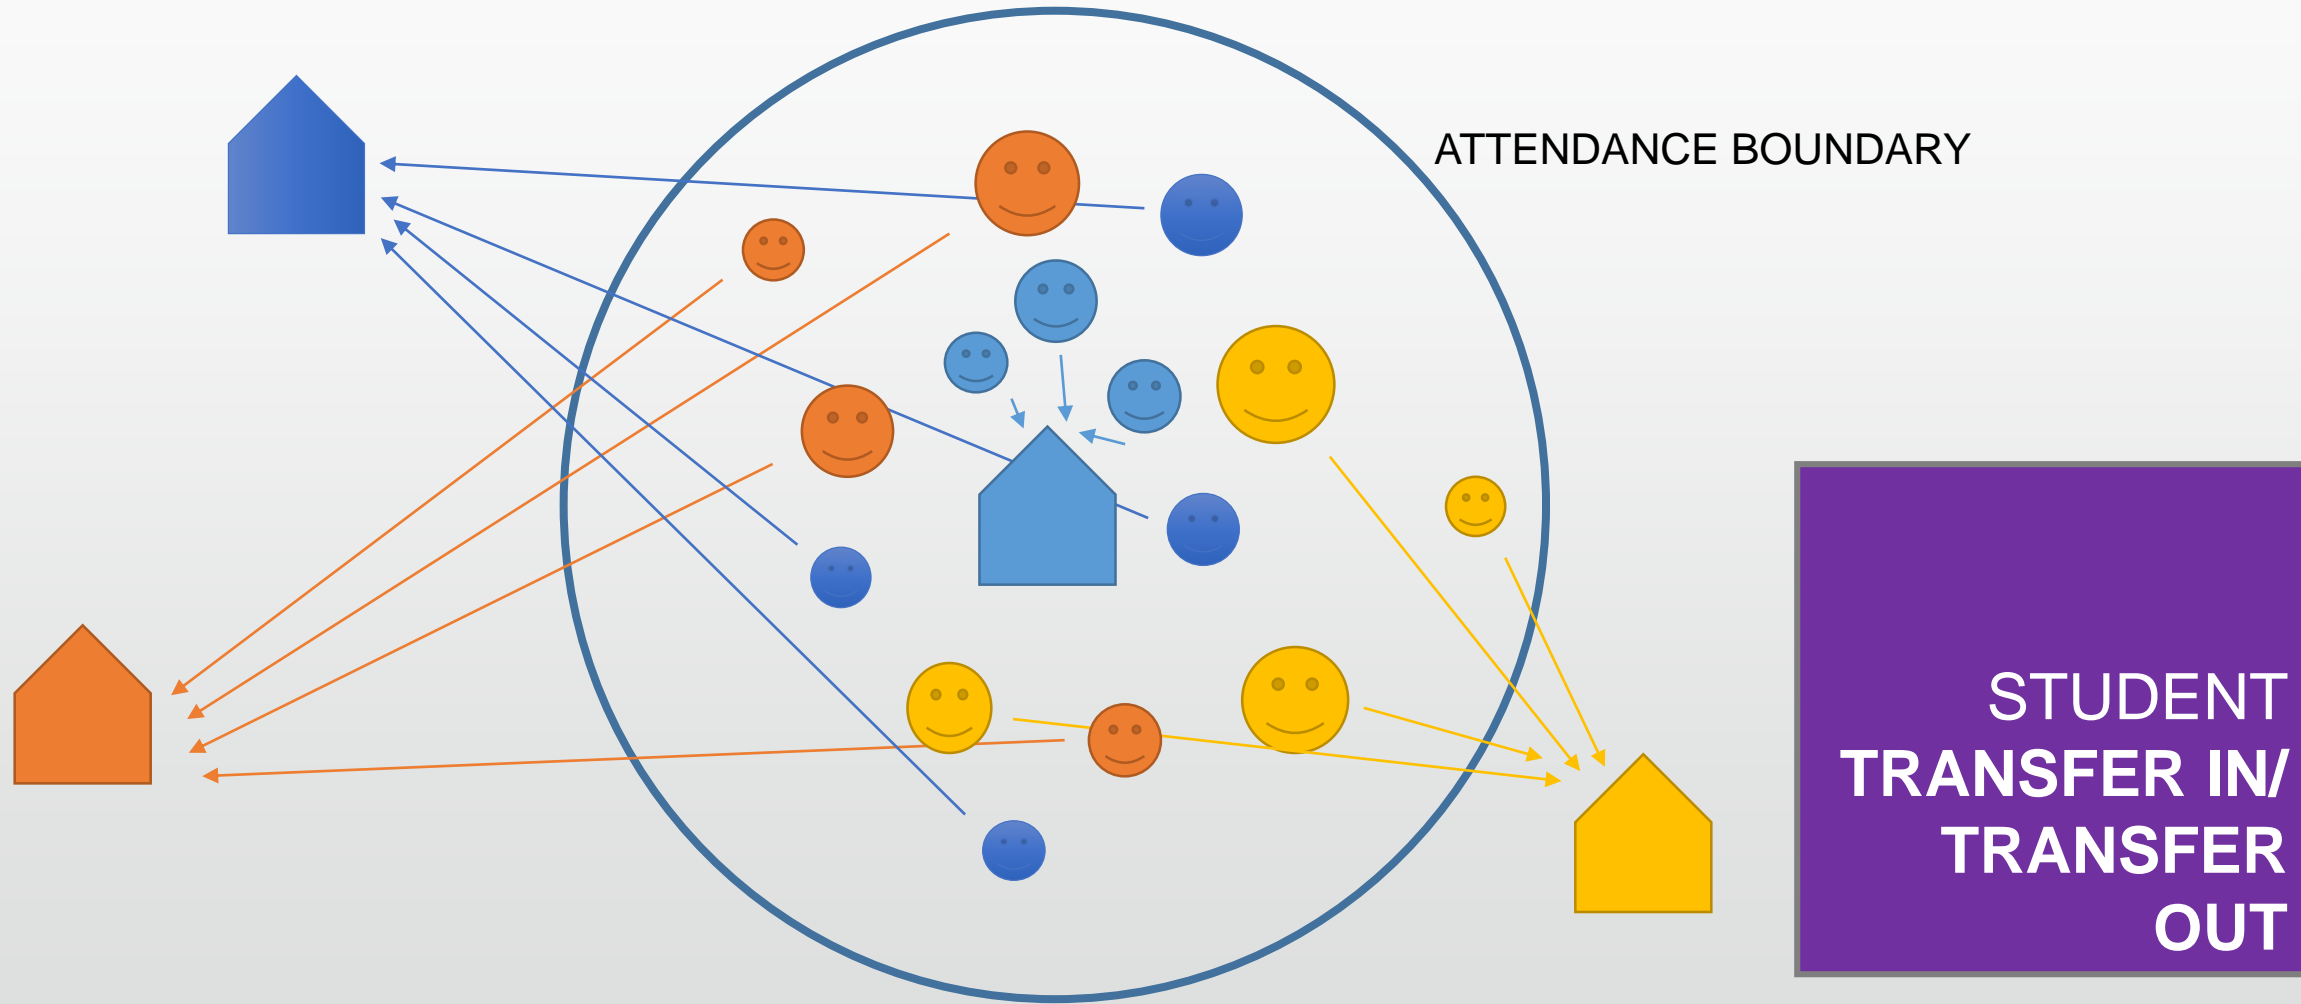 ATTENDANCE BOUNDARY
STUDENT
TRANSFER IN/
TRANSFER
OUT